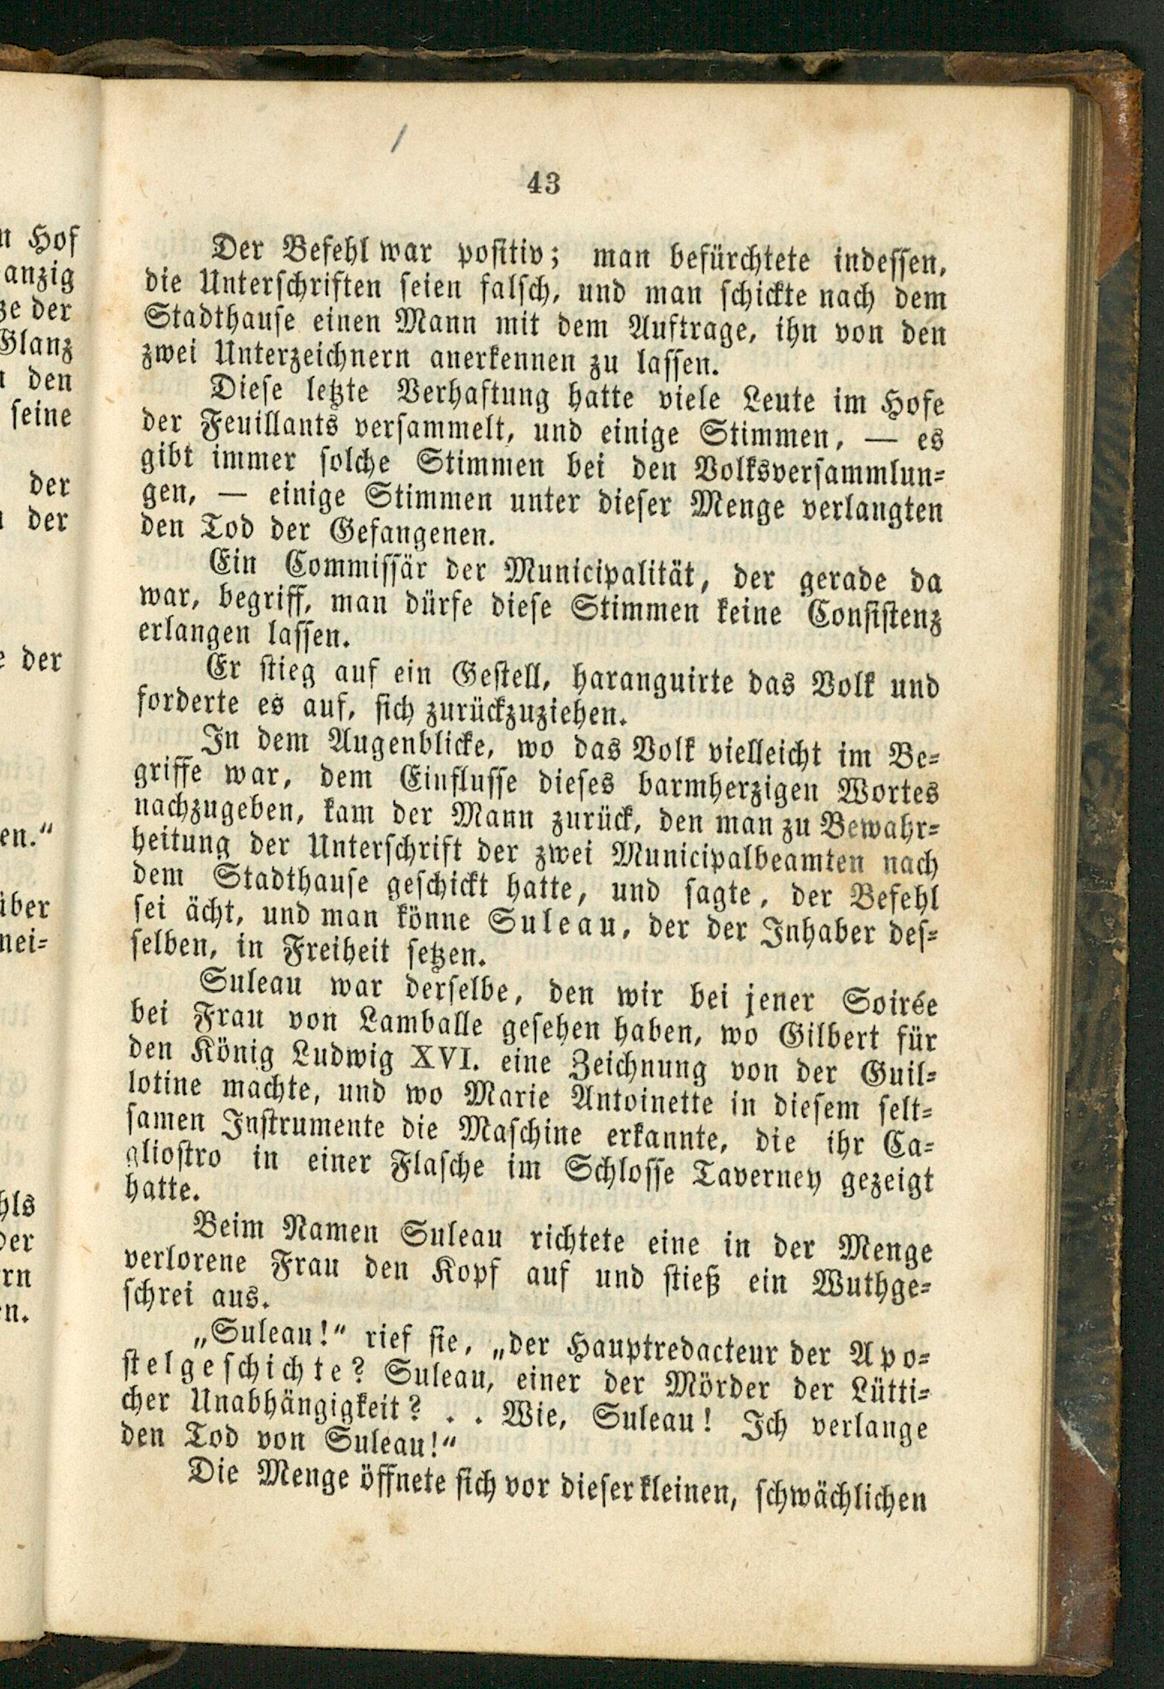 43
Der Befehl war positiv; man befürchtete indessen,
die Unterschriften seien falsch, und man schickte nach dem
Stadthause einen Mann mit dem Auftrage, ihn von den
zwei Unterzeichnern anerkennen zu lassen.
Diese letzte Verhaftung hatte viele Leute im Hofe
der Feuillants versammelt, und einige Stimmen, — es
gibt immer solche Stimmen bei den Volksversammlun-
gen, — einige Stimmen unter dieser Menge verlangten
den Tod der Gefangenen.
Ein Commissär der Municipalität, der gerade da
war, begriff, man dürfe diese Stimmen keine Consistenz
erlangen lassen.
Er stieg auf ein Gestell, haranguirte das Volk und
forderte es auf, sich zurückzuziehen.
In dem Augenblicke, wo das Volk vielleicht im Be-
griffe war, dem Einflusse dieses barmherzigen Wortes
nachzugeben, kam der Mann zurück, den man zu Bewahr-
heitung der Unterschrift der zwei Municipalbeamten nach
dem Stadthause geschickt hatte, und sagte, der Befehl
sei ächt, und man könne Suleau, der der Inhaber des-
selben, in Freiheit setzen.
Suleau war derselbe, den wir bei jener Soirée
bei Frau von Lamballe gesehen haben, wo Gilbert für
den König Ludwig XVI. eine Zeichnung von der Guil-
lotine machte, und wo Marie Antoinette in diesem selt-
samen Instrumente die Maschine erkannte, die ihr Ca-
gliostro in einer Flasche im Schlosse Taverney gezeigt
hatte.
Beim Namen Suleau richtete eine in der Menge
verlorene Frau den Kopf auf und stieß ein Wuthge-
schrei aus.
„Suleau!“ rief sie, „der Hauptredacteur der Apo-
stelgeschichte? Suleau, einer der Mörder der Lütti-
cher Unabhängigkeit? . . Wie, Suleau! Ich verlange
den Tod von Suleau!“
Die Menge öffnete sich vor dieser kleinen, schwächlichen